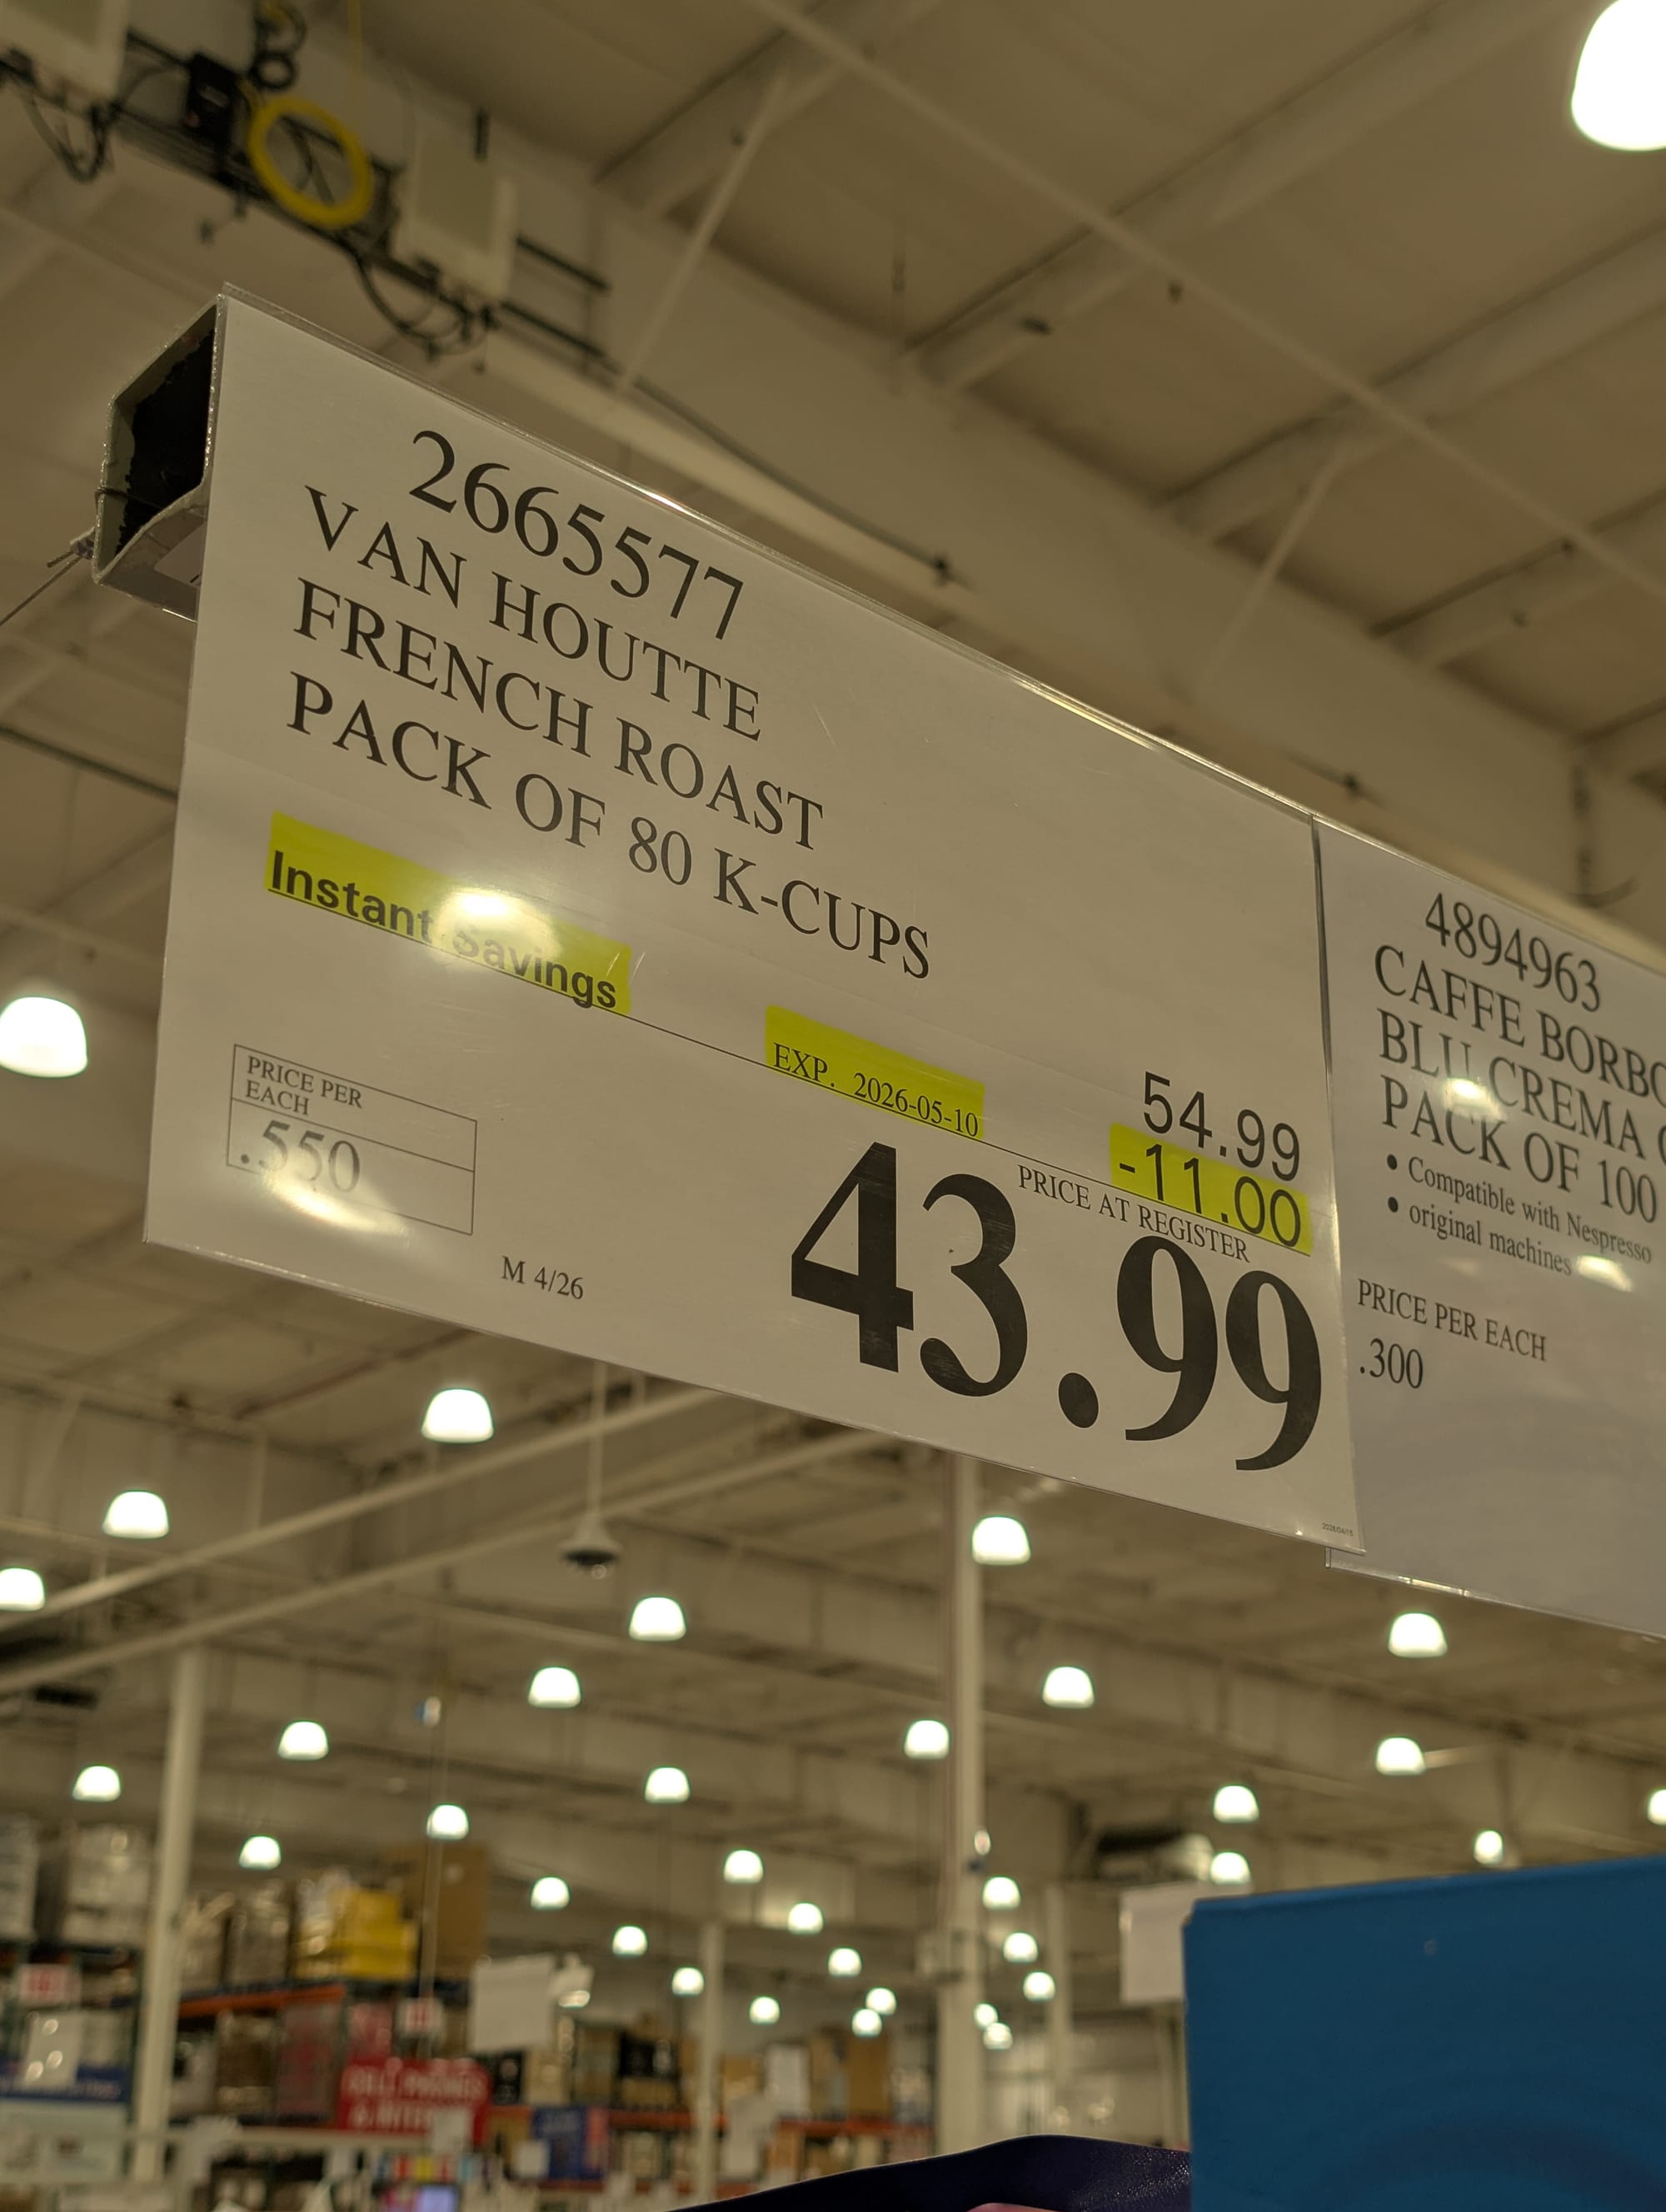 2665577
VAN HOUTTE
FRENCH ROAST
PACK OF 80 K-CUPS
Instant Savings
EXP. 2026-05-10
54.99
-11.00
PRICE AT REGISTER
43.99
PRICE PER
EACH
.550
M 4/26
4894963
CAFFE
BLU CREMA
PACK OF 100
• Compatible with Nespresso
• original machines
PRICE PER EACH
.300